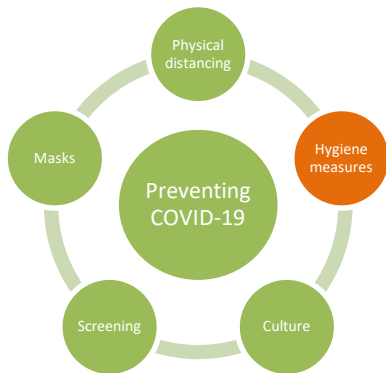 Physical
distancing
Hygiene
measures
Masks
Preventing
COVID-19
Screening
Culture